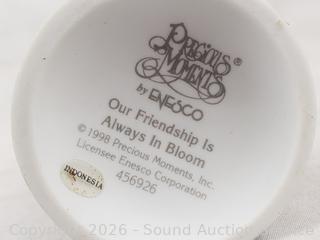 PRECIOUS
MOMENTS®
by ENESCO
Our Friendship Is
Always In Bloom
© 1998 Precious Moments, Inc.
Licensee Enesco Corporation
456926
INDONESIA
Copyright 2026 - Sound Auction Service